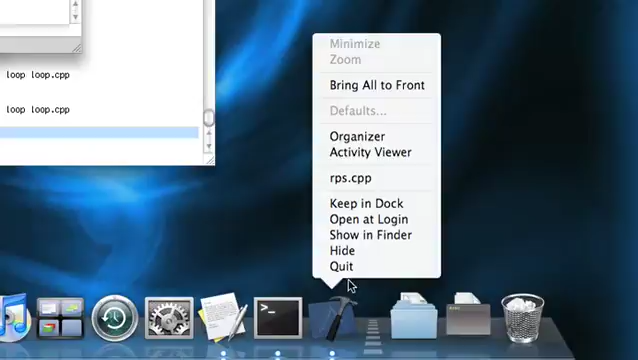 loop loop.cpp
loop loop.cpp
Minimize
Zoom
Bring All to Front
Defaults...
Organizer
Activity Viewer
rps.cpp
Keep in Dock
Open at Login
Show in Finder
Hide
Quit
>_